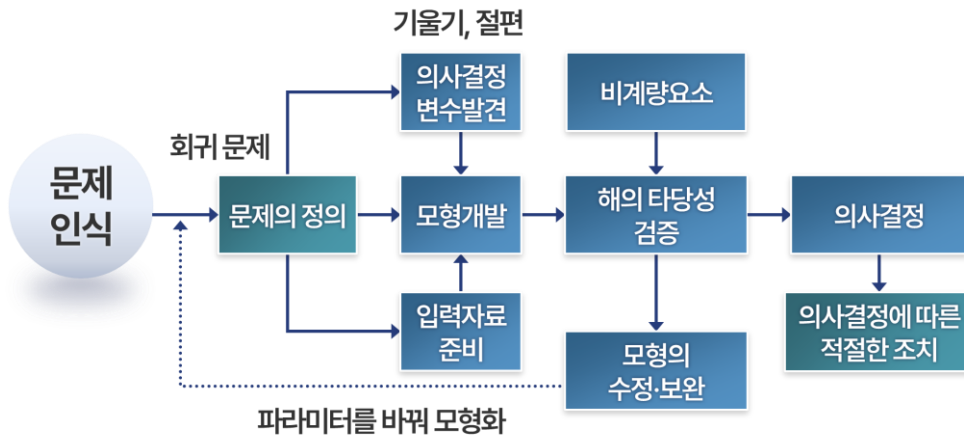 기울기, 절편
의사결정
변수발견
비계량요소
회귀 문제
문제
인식
문제의 정의
모형개발
해의 타당성
검증
의사결정
입력자료
준비
모형의
수정·보완
의사결정에 따른
적절한 조치
파라미터를 바꿔 모형화